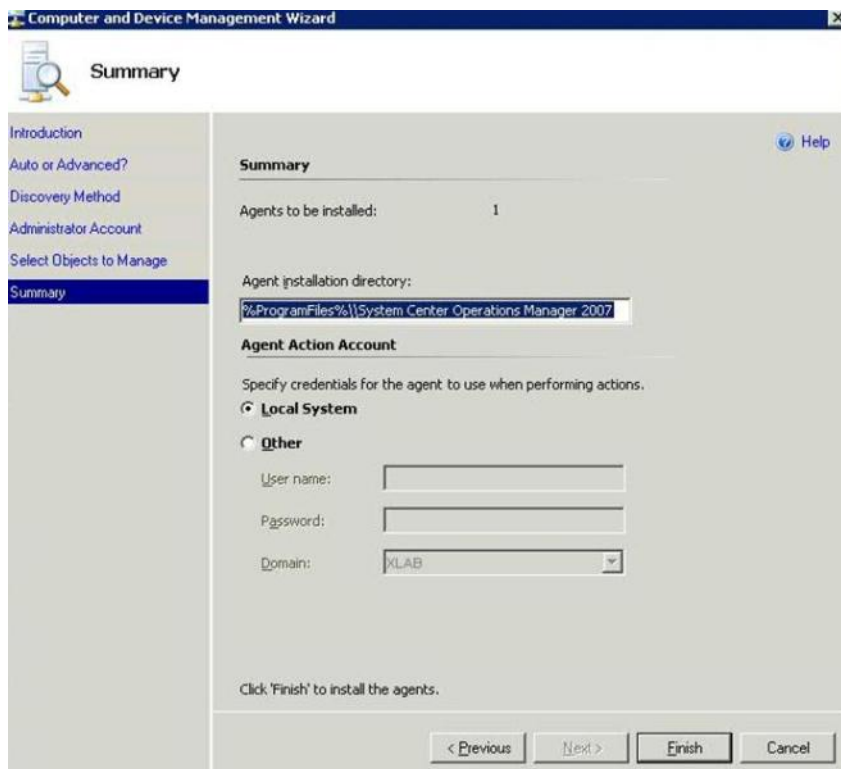 Computer and Device Management Wizard
Summary
Introduction
Auto or Advanced?
Discovery Method
Administrator Account
Select Objects to Manage
Summary
Help
Summary
Agents to be installed: 1
Agent installation directory:
%ProgramFiles%\\System Center Operations Manager 2007
Agent Action Account
Specify credentials for the agent to use when performing actions.
Local System
Other
User name:
Password:
Domain: XLAB
Click 'Finish' to install the agents.
< Previous Next > Finish Cancel